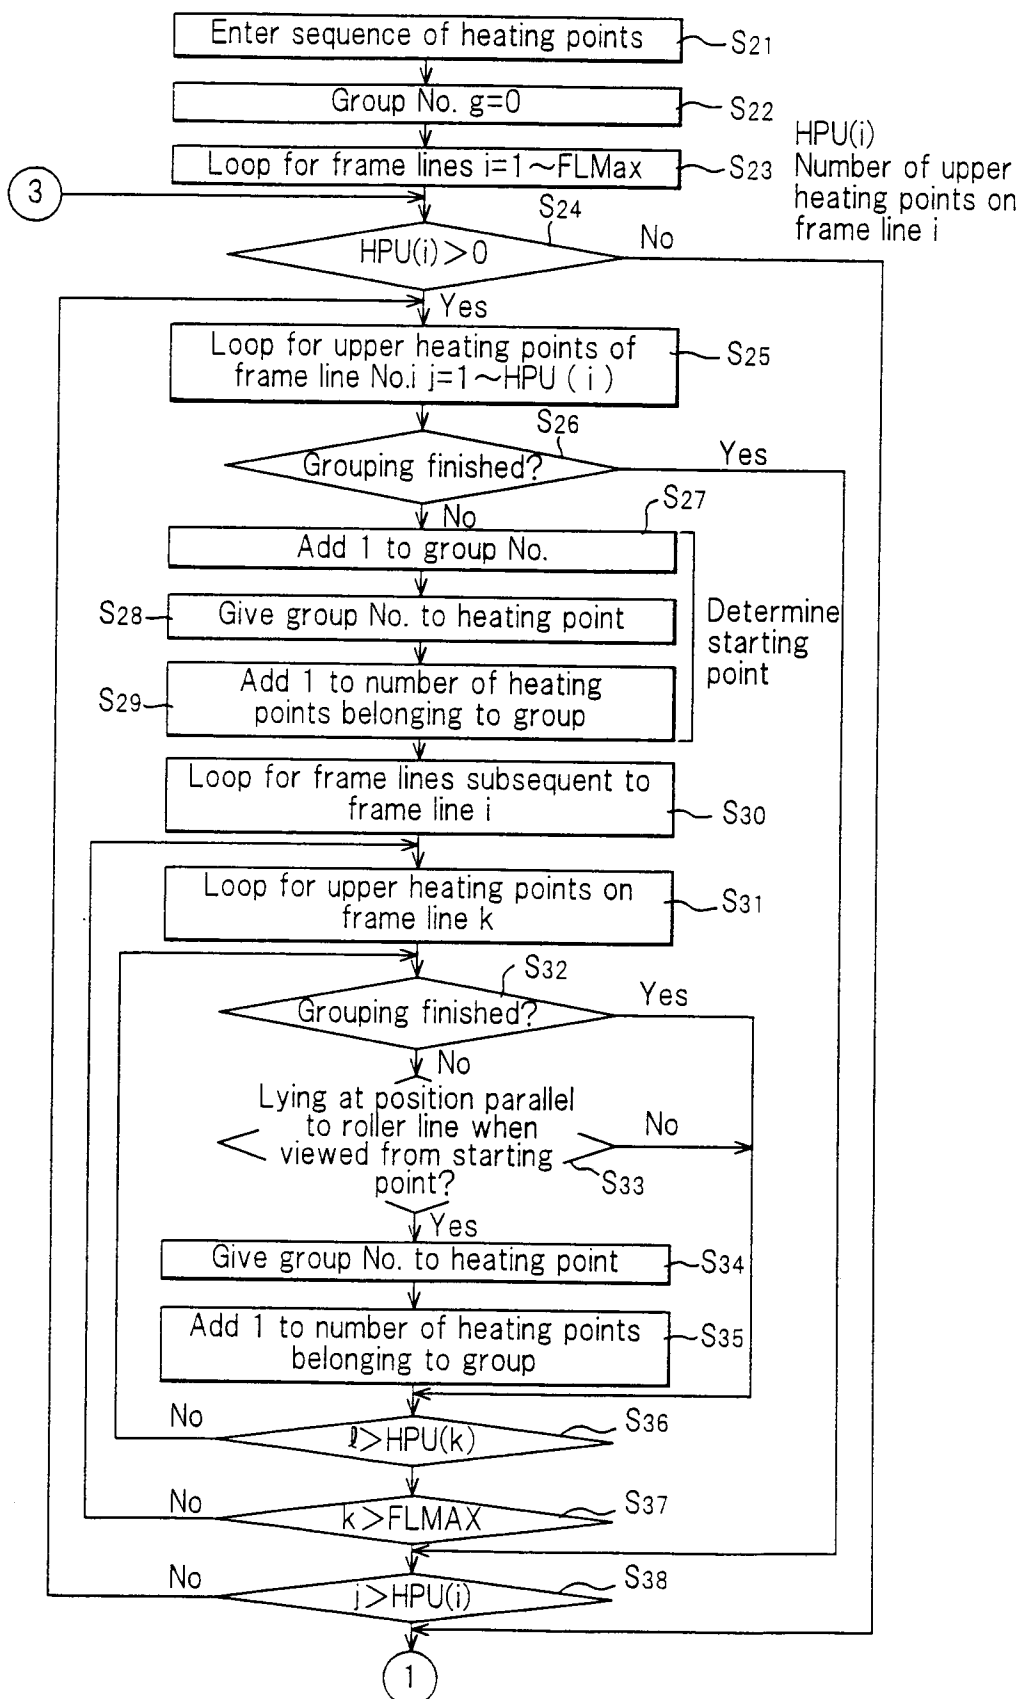 Enter sequence of heating points
S21
Group No. g=0
S22
Loop for frame lines i=1~FLMax
S23
HPU(i)
Number of upper
heating points on
frame line i
3
S24
HPU(i)>0
No
Yes
Loop for upper heating points of
frame line No.i j=1~HPU ( i )
S25
S26
Grouping finished?
Yes
No
S27
Add 1 to group No.
S28
Give group No. to heating point
Determine
starting
point
S29
Add 1 to number of heating
points belonging to group
Loop for frame lines subsequent to
frame line i
S30
Loop for upper heating points on
frame line k
S31
S32
Grouping finished?
Yes
No
Lying at position parallel
to roller line when
viewed from starting
point?
No
S33
Yes
Give group No. to heating point
S34
Add 1 to number of heating points
belonging to group
S35
No
ℓ>HPU(k)
S36
No
k>FLMAX
S37
No
j>HPU(i)
S38
1